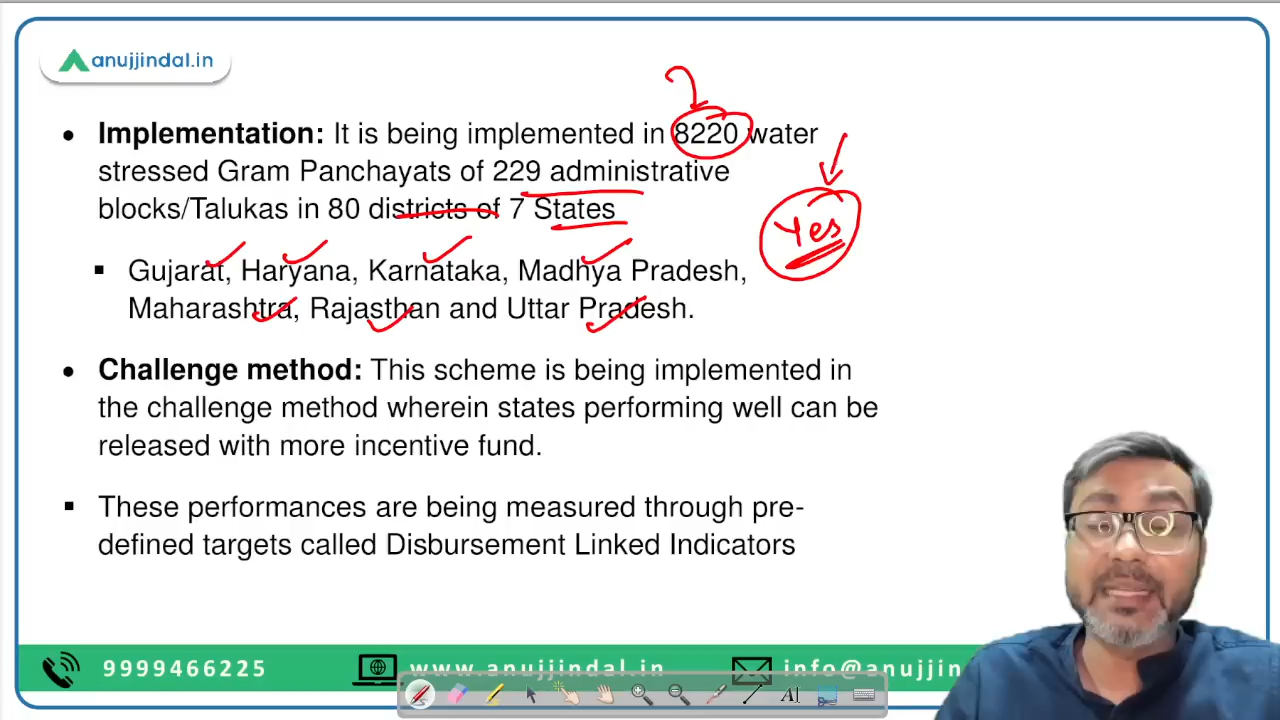 anujjindal.in
Implementation: It is being implemented in 8220 water
stressed Gram Panchayats of 229 administrative
blocks/Talukas in 80 districts of 7 States
Yes
Gujarat, Haryana, Karnataka, Madhya Pradesh,
Maharashtra, Rajasthan and Uttar Pradesh.
Challenge method: This scheme is being implemented in
the challenge method wherein states performing well can be
released with more incentive fund.
These performances are being measured through pre-
defined targets called Disbursement Linked Indicators
9999466225
www.anujjindal.in
info@anujjin